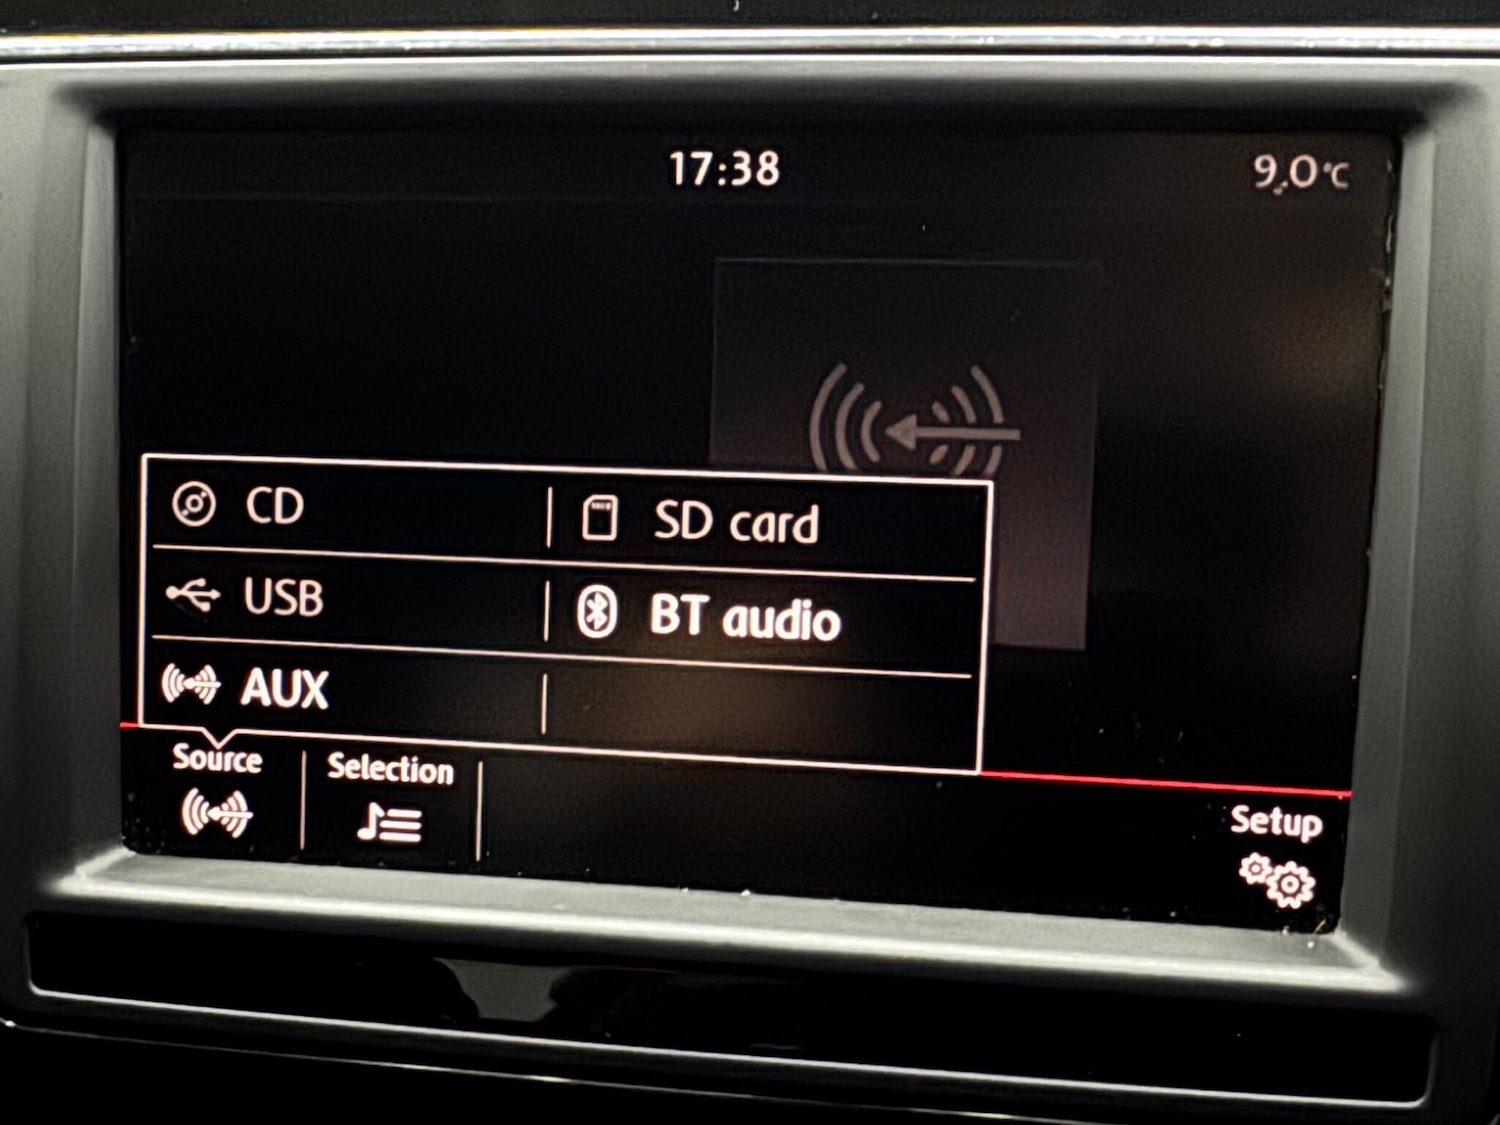 17:38
9.0°C
CD
SD card
USB
BT audio
AUX
Source
Selection
Setup